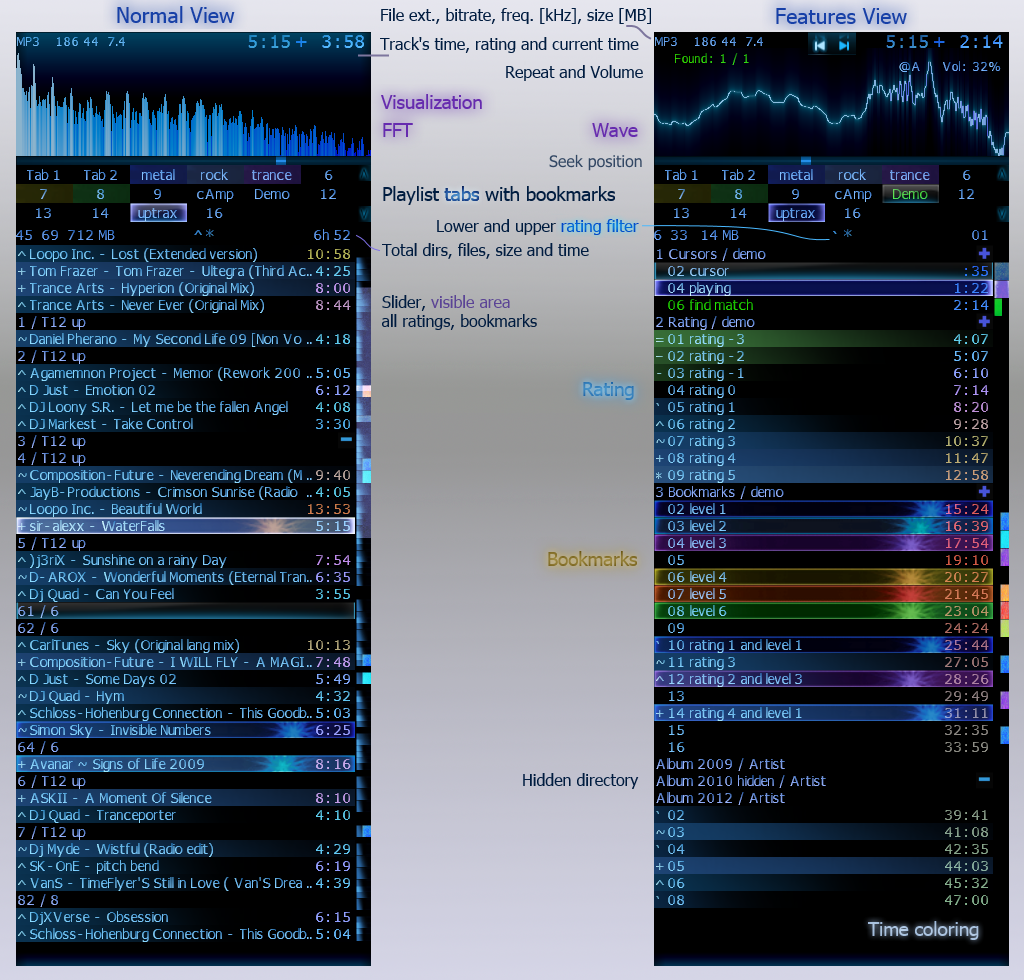 Normal View
MP3 186 44 7.4 5:15 + 3:58
Tab 1 Tab 2 metal rock trance 6
7 8 9 cAmp Demo 12
13 14 uptrax 16
45 69 712 MB ^ * 6h 52
^ Loopo Inc. - Lost (Extended version) 10:58
+ Tom Frazer - Tom Frazer - Ultegra (Third Ac.. 4:25
+ Trance Arts - Hyperion (Original Mix) 8:00
^ Trance Arts - Never Ever (Original Mix) 8:44
1 / T12 up
~ Daniel Pherano - My Second Life 09 [Non Vo .. 4:18
2 / T12 up
^ Agamemnon Project - Memor (Rework 200 .. 5:05
^ D Just - Emotion 02 6:12
^ DJ Loony S.R. - Let me be the fallen Angel 4:08
^ DJ Markest - Take Control 3:30
3 / T12 up
4 / T12 up
~ Composition-Future - Neverending Dream (M .. 9:40
^ JayB-Productions - Crimson Sunrise (Radio .. 4:05
~ Loopo Inc. - Beautiful World 13:53
+ sir-alexx - WaterFalls 5:15
5 / T12 up
^ )j3riX - Sunshine on a rainy Day 7:54
~ D- AROX - Wonderful Moments (Eternal Tran.. 6:35
^ Dj Quad - Can You Feel 3:55
61 / 6
62 / 6
^ CarlTunes - Sky (Original lang mix) 10:13
+ Composition-Future - I WILL FLY - A MAGI.. 7:48
^ D Just - Some Days 02 5:49
~ DJ Quad - Hym 4:32
^ Schloss-Hohenburg Connection - This Goodb.. 5:03
~ Simon Sky - Invisible Numbers 6:25
64 / 6
+ Avanar ~ Signs of Life 2009 8:16
6 / T12 up
+ ASKII - A Moment Of Silence 8:10
^ DJ Quad - Tranceporter 4:10
7 / T12 up
~ Dj Myde - Wistful (Radio edit) 4:29
^ SK-OnE - pitch bend 6:19
^ VanS - TimeFlyer'S Still in Love ( Van'S Drea .. 4:39
82 / 8
^ DjXVerse - Obsession 6:15
^ Schloss-Hohenburg Connection - This Goodb.. 5:04
File ext., bitrate, freq. [kHz], size [MB]
Track's time, rating and current time
Repeat and Volume
Visualization
FFT Wave
Seek position
Playlist tabs with bookmarks
Lower and upper rating filter
Total dirs, files, size and time
Slider, visible area
all ratings, bookmarks
Rating
Bookmarks
Hidden directory
Features View
MP3 186 44 7.4 5:15 + 2:14
Found: 1 / 1
@A Vol: 32%
Tab 1 Tab 2 metal rock trance 6
7 8 9 cAmp Demo 12
13 14 uptrax 16
6 33 14 MB ` * 01
1 Cursors / demo +
02 cursor :35
04 playing 1:22
06 find match 2:14
2 Rating / demo +
= 01 rating -3 4:07
– 02 rating -2 5:07
- 03 rating -1 6:10
04 rating 0 7:14
` 05 rating 1 8:20
^ 06 rating 2 9:28
~ 07 rating 3 10:37
+ 08 rating 4 11:47
* 09 rating 5 12:58
3 Bookmarks / demo +
02 level 1 15:24
03 level 2 16:39
04 level 3 17:54
05 19:10
06 level 4 20:27
07 level 5 21:45
08 level 6 23:04
09 24:24
` 10 rating 1 and level 1 25:44
~ 11 rating 3 27:05
^ 12 rating 2 and level 3 28:26
13 29:49
+ 14 rating 4 and level 1 31:11
15 32:35
16 33:59
Album 2009 / Artist
Album 2010 hidden / Artist
Album 2012 / Artist
` 02 39:41
~ 03 41:08
` 04 42:35
+ 05 44:03
^ 06 45:32
` 08 47:00
Time coloring